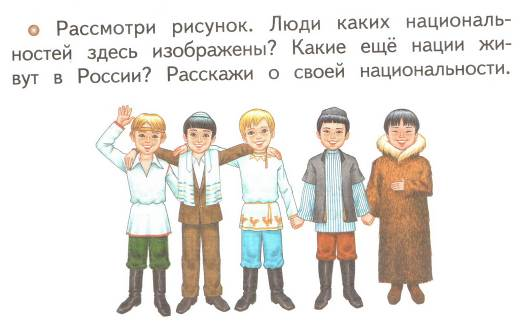 Рассмотри рисунок. Люди каких националь-
ностей здесь изображены? Какие ещё нации жи-
вут в России? Расскажи о своей национальности.